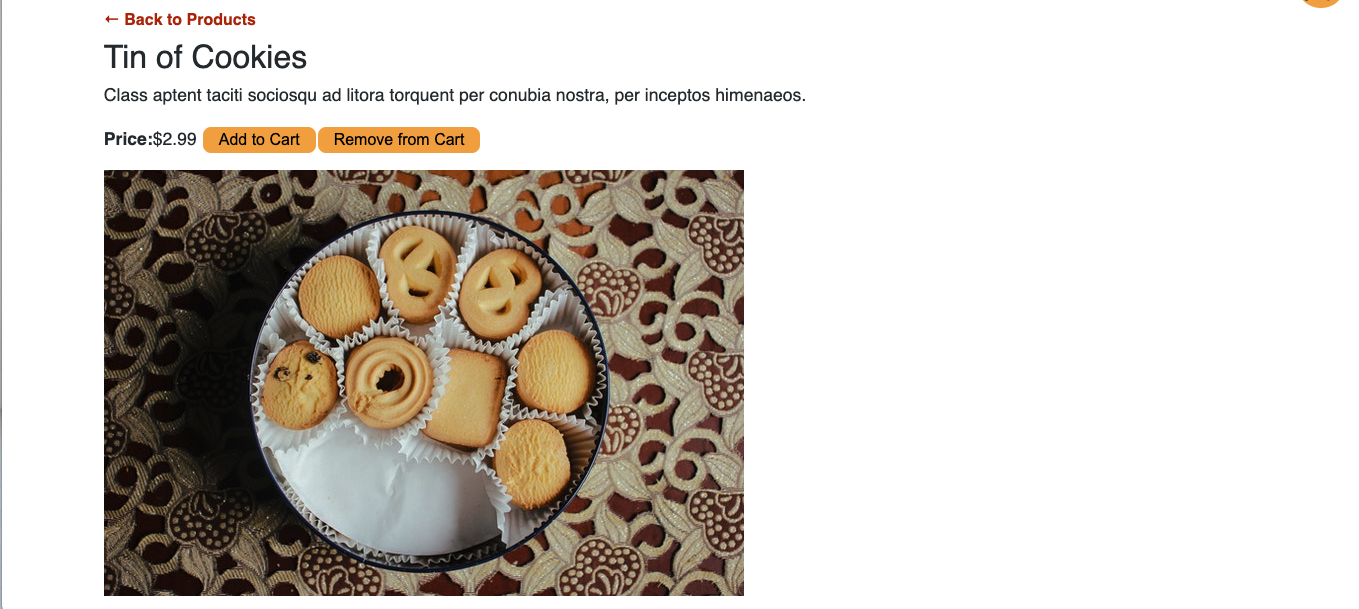 ← Back to Products
Tin of Cookies
Class aptent taciti sociosqu ad litora torquent per conubia nostra, per inceptos himenaeos.
Price:$2.99 Add to Cart Remove from Cart